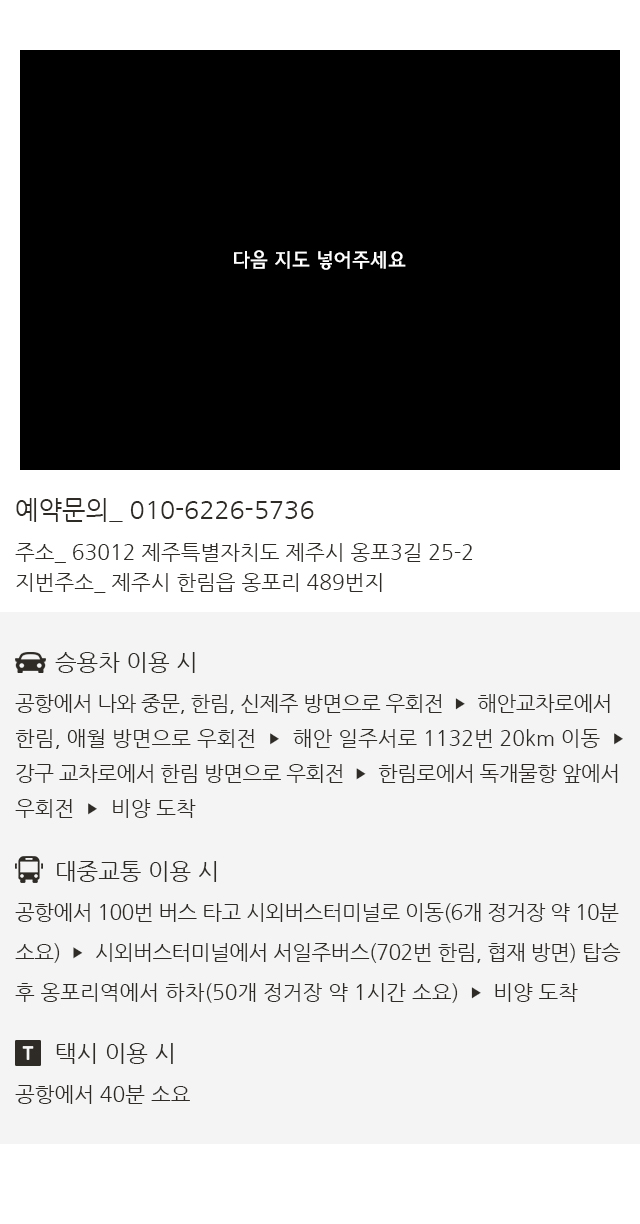 다음 지도 넣어주세요
예약문의_ 010-6226-5736
주소_ 63012 제주특별자치도 제주시 옹포3길 25-2
지번주소_ 제주시 한림읍 옹포리 489번지
승용차 이용 시
공항에서 나와 중문, 한림, 신제주 방면으로 우회전 ▶ 해안교차로에서
한림, 애월 방면으로 우회전 ▶ 해안 일주서로 1132번 20km 이동 ▶
강구 교차로에서 한림 방면으로 우회전 ▶ 한림로에서 독개물항 앞에서
우회전 ▶ 비양 도착
대중교통 이용 시
공항에서 100번 버스 타고 시외버스터미널로 이동(6개 정거장 약 10분
소요) ▶ 시외버스터미널에서 서일주버스(702번 한림, 협재 방면) 탑승
후 옹포리역에서 하차(50개 정거장 약 1시간 소요) ▶ 비양 도착
T 택시 이용 시
공항에서 40분 소요